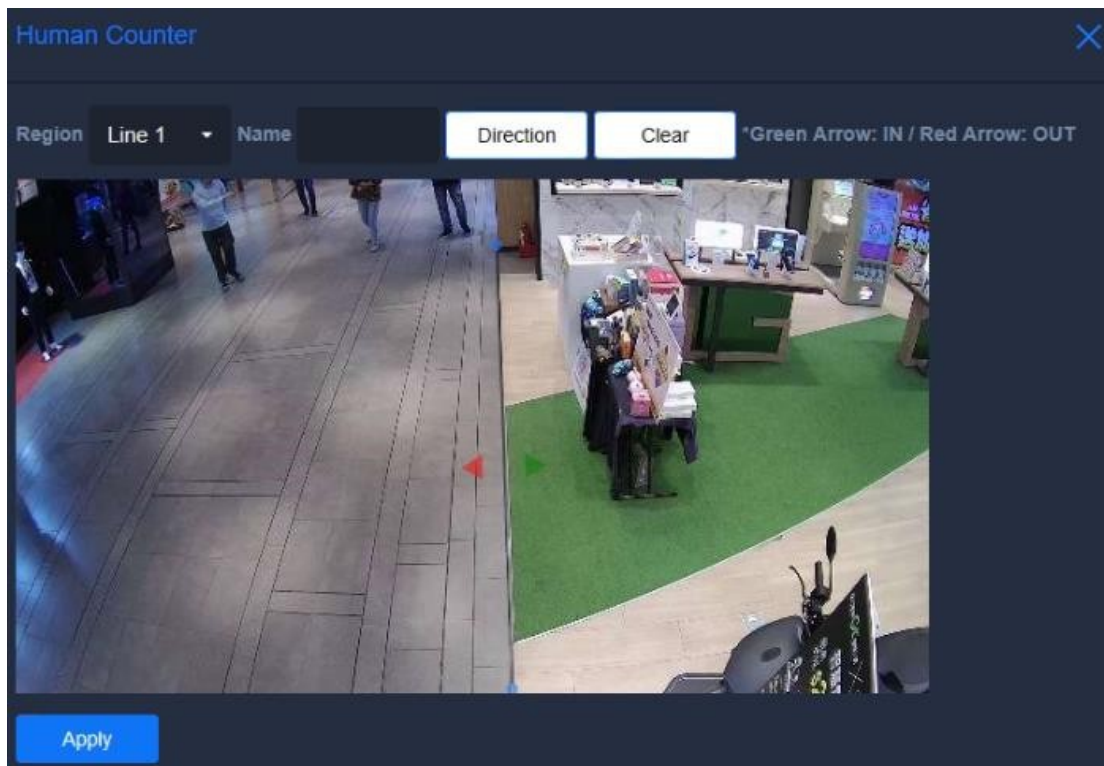 Human Counter
Region Line 1 Name Direction Clear *Green Arrow: IN / Red Arrow: OUT
Apply